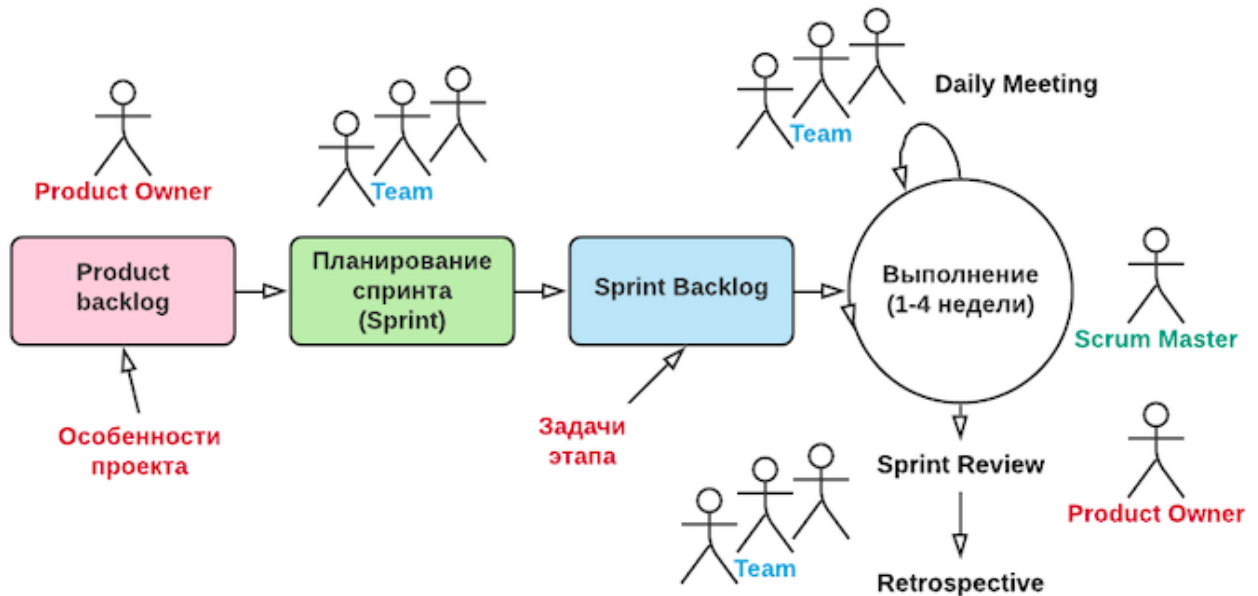 Daily Meeting
Team
Product Owner
Team
Product
backlog
Планирование
спринта
(Sprint)
Sprint Backlog
Выполнение
(1-4 недели)
Scrum Master
Особенности
проекта
Задачи
этапа
Sprint Review
Product Owner
Team
Retrospective